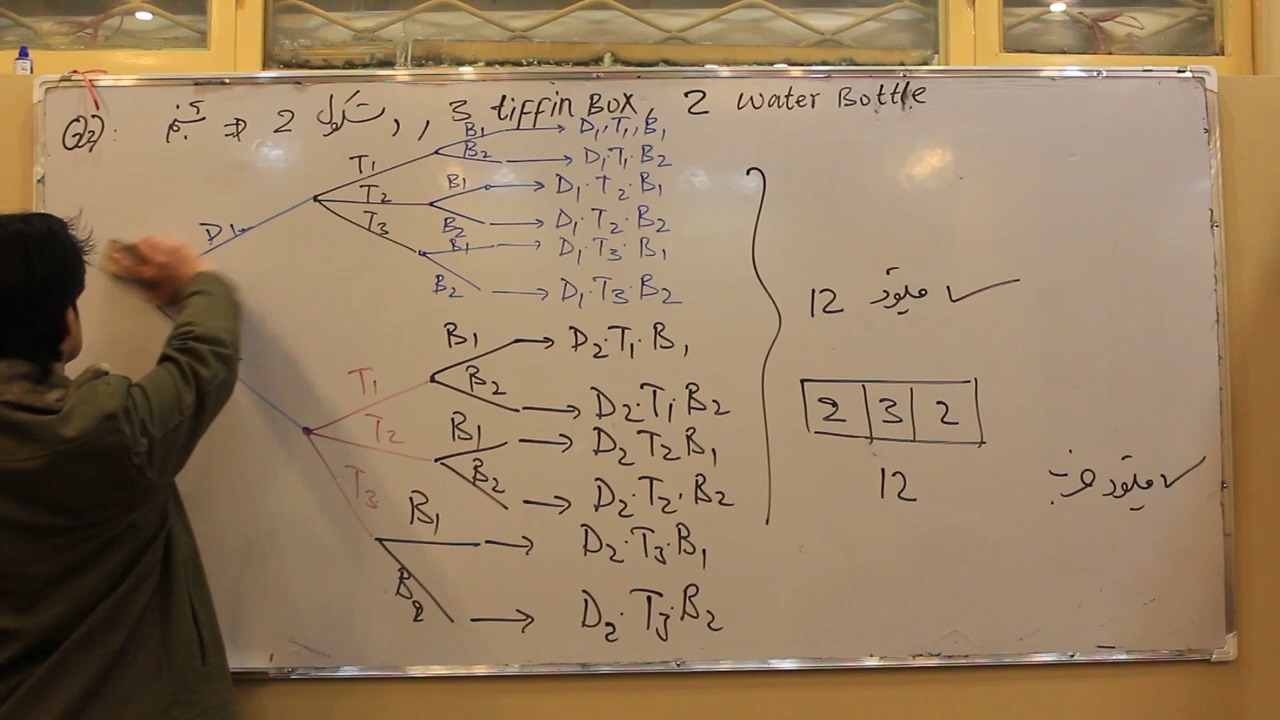 Q2): شبنم ⇒ 2 سکول , , 3 tiffin Box, 2 water Bottle
D1
T1
T2
T3
B1 → D1·T1·B1
B2 → D1·T1·B2
B1 → D1·T2·B1
B2 → D1·T2·B2
B1 → D1·T3·B1
B2 → D1·T3·B2
T1
T2
T3
B1 → D2·T1·B1
B2 → D2·T1·B2
B1 → D2 T2 B1
B2 → D2·T2·B2
B1 → D2·T3·B1
B2 → D2·T3·B2
12
2 3 2
12